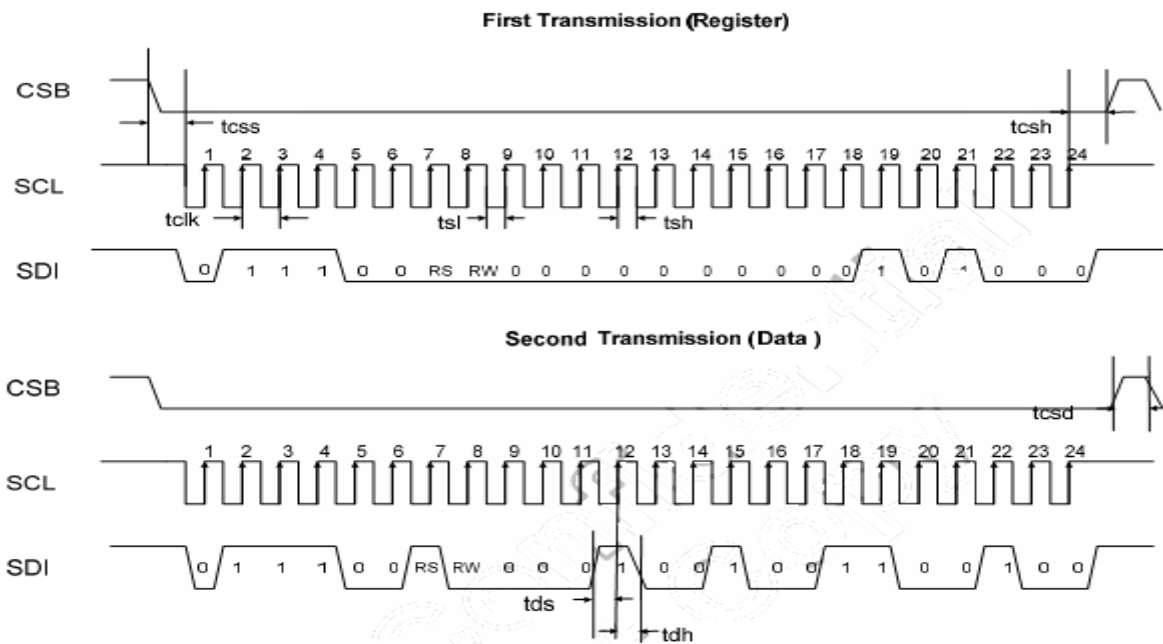 First Transmission (Register)
CSB
tcss
tcsh
1 2 3 4 5 6 7 8 9 10 11 12 13 14 15 16 17 18 19 20 21 22 23 24
SCL
tclk
tsl
tsh
SDI
0 1 1 1 0 0 RS RW 0 0 0 0 0 0 0 0 0 1 0 1 0 0 0
Second Transmission (Data )
CSB
tcsd
1 2 3 4 5 6 7 8 9 10 11 12 13 14 15 16 17 18 19 20 21 22 23 24
SCL
SDI
0 1 1 1 0 0 RS RW 0 0 0 1 0 0 1 0 0 1 1 0 0 1 0 0
tds
tdh
Confidential
Copy